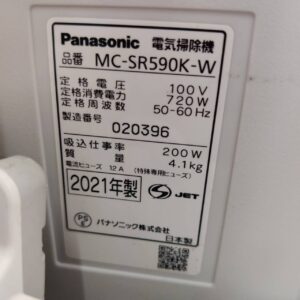 Panasonic 電気掃除機
品番 MC-SR590K-W
定格電圧 100V
定格消費電力 720W
定格周波数 50-60Hz
製造番号 020396
吸込仕事率 200W
質量 4.1kg
電流ヒューズ 12A (特殊専用ヒューズ)
2021年製 S JET
PS E
パナソニック株式会社
日本製